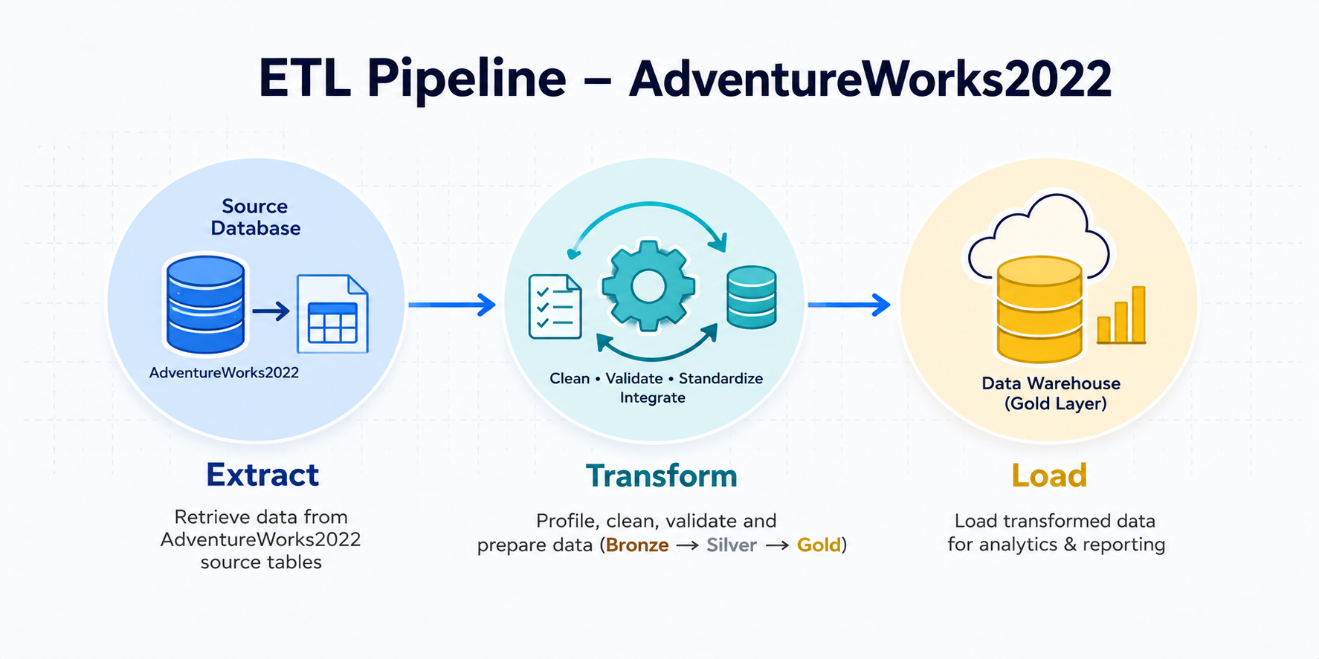 ETL Pipeline – AdventureWorks2022
Source
Database
AdventureWorks2022
Extract
Retrieve data from
AdventureWorks2022
source tables
Clean • Validate • Standardize
Integrate
Transform
Profile, clean, validate and
prepare data (Bronze → Silver → Gold)
Data Warehouse
(Gold Layer)
Load
Load transformed data
for analytics & reporting